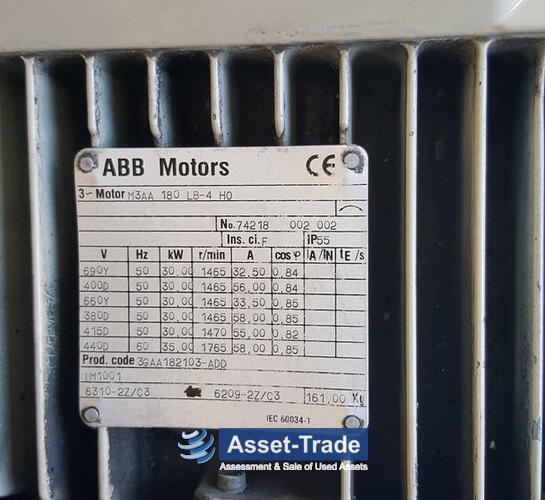 ABB Motors CE
3~ Motor M3AA 180 LB-4 HO
No. 74218 002 002
Ins. cl. F IP55
V Hz kW r/min A cos φ IA/IN tE/s
690Y 50 30,00 1465 32,50 0,84
400D 50 30,00 1465 56,00 0,84
660Y 50 30,00 1465 33,50 0,85
380D 50 30,00 1465 58,00 0,85
415D 50 30,00 1470 55,00 0,82
440D 60 35,00 1765 58,00 0,85
Prod. code 3GAA182103-ADD
IM1001
6310-2Z/C3 6209-2Z/C3 161,00 Kg
IEC 60034-1
Asset-Trade
Assessment & Sale of Used Assets